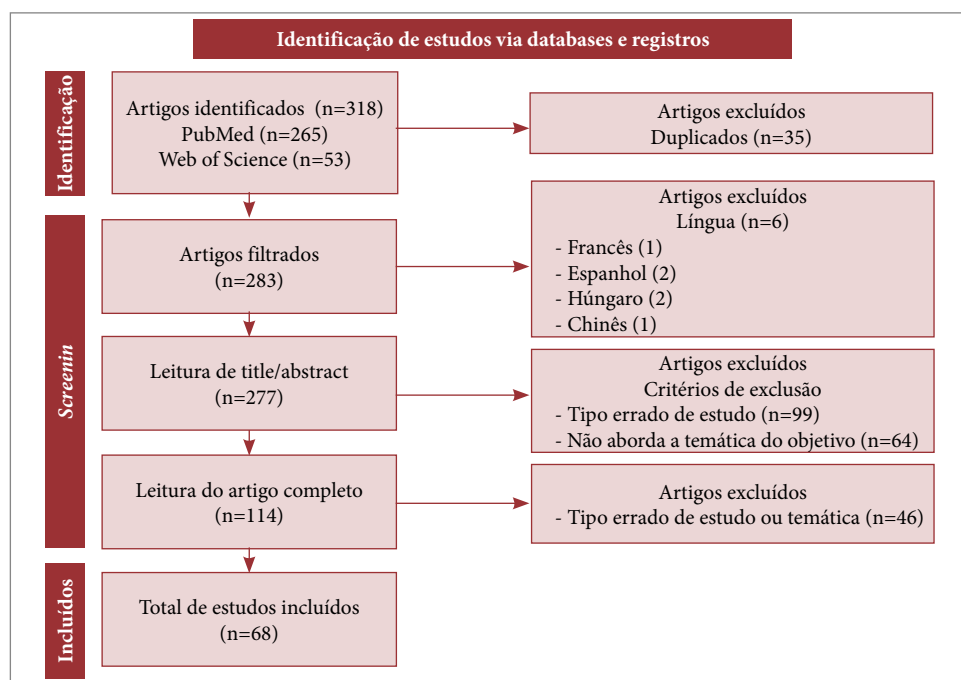 Identificação de estudos via databases e registros
Identificação
Artigos identificados (n=318)
PubMed (n=265)
Web of Science (n=53)
Artigos excluídos
Duplicados (n=35)
Screenin
Artigos filtrados
(n=283)
Artigos excluídos
Língua (n=6)
- Francês (1)
- Espanhol (2)
- Húngaro (2)
- Chinês (1)
Leitura de title/abstract
(n=277)
Artigos excluídos
Critérios de exclusão
- Tipo errado de estudo (n=99)
- Não aborda a temática do objetivo (n=64)
Leitura do artigo completo
(n=114)
Artigos excluídos
- Tipo errado de estudo ou temática (n=46)
Incluídos
Total de estudos incluídos
(n=68)